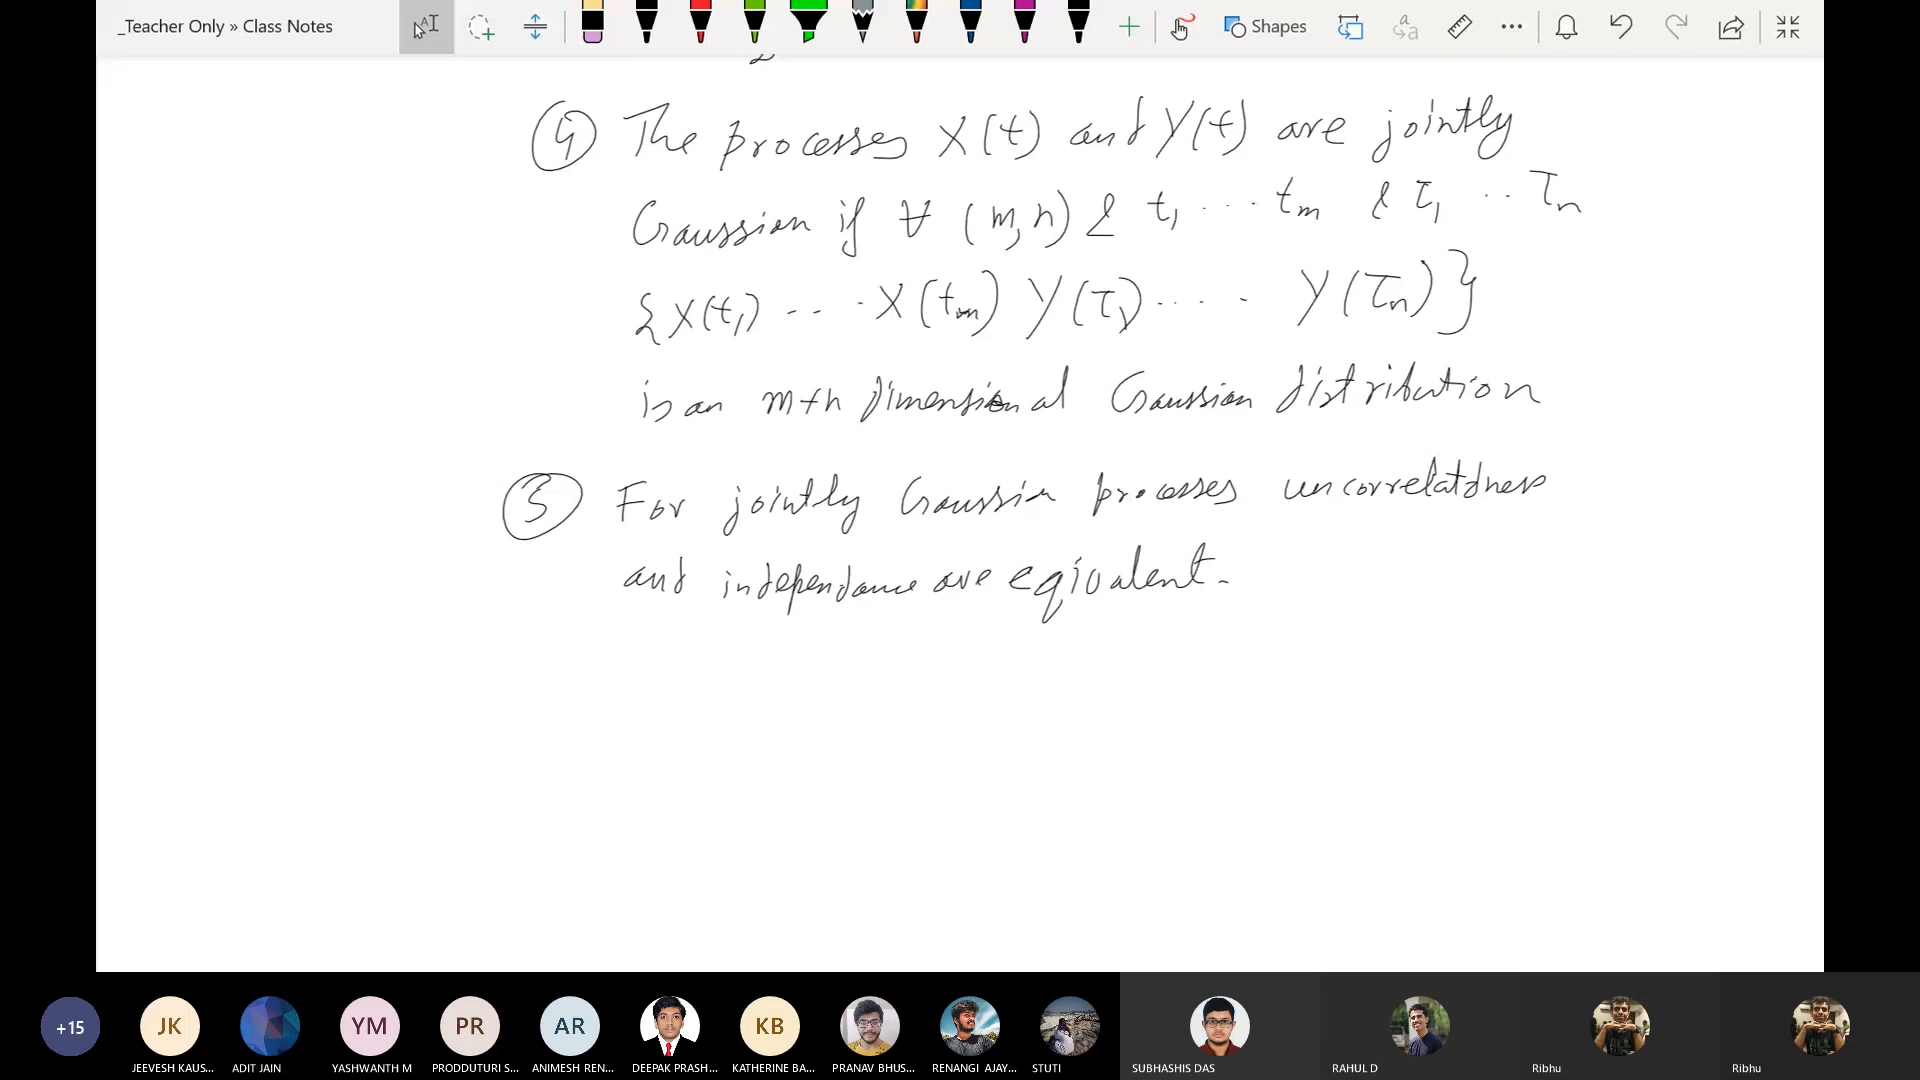 _Teacher Only » Class Notes
Shapes
④ The processes X(t) and Y(t) are jointly
Gaussian if ∀ (m,n) & t₁ ... tₘ & τ₁ .. τₙ
{X(t₁) -- ·X(tₘ) Y(τ₁) ..... Y(τₙ)}
is an m+n dimensional Gaussian distribution
⑤ For jointly Gaussian processes uncorrelatdness
and independance are eqivalent.
+15
JK
YM
PR
AR
KB
JEEVESH KAUS...
ADIT JAIN
YASHWANTH M
PRODDUTURI S...
ANIMESH REN...
DEEPAK PRASH...
KATHERINE BA...
PRANAV BHUS...
RENANGI AJAY...
STUTI
SUBHASHIS DAS
RAHUL D
Ribhu
Ribhu